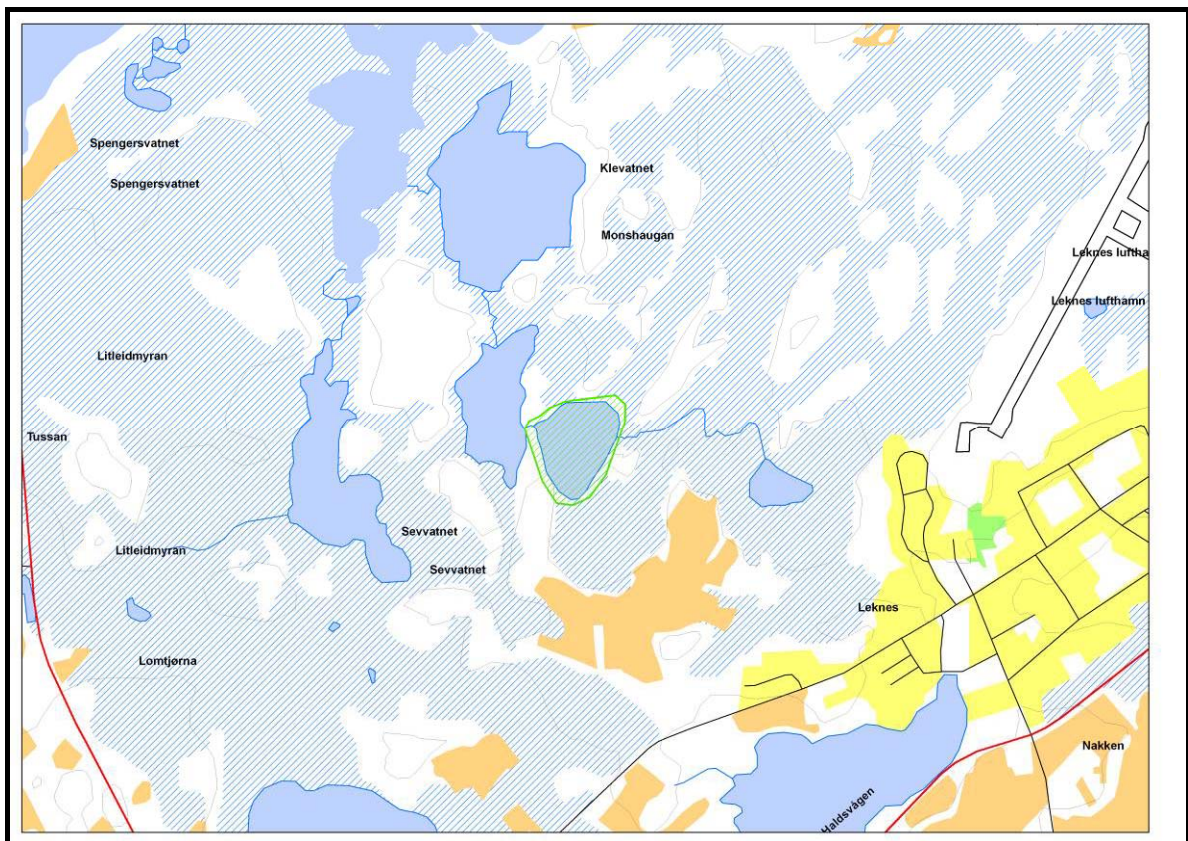 Spengersvatnet
Klevatnet
Spengersvatnet
Monshaugan
Leknes luftha
Leknes lufthamn
Litleidmyran
Tussan
Sevvatnet
Litleidmyran
Sevvatnet
Leknes
Lomtjørna
Nakken
Haldsvågen